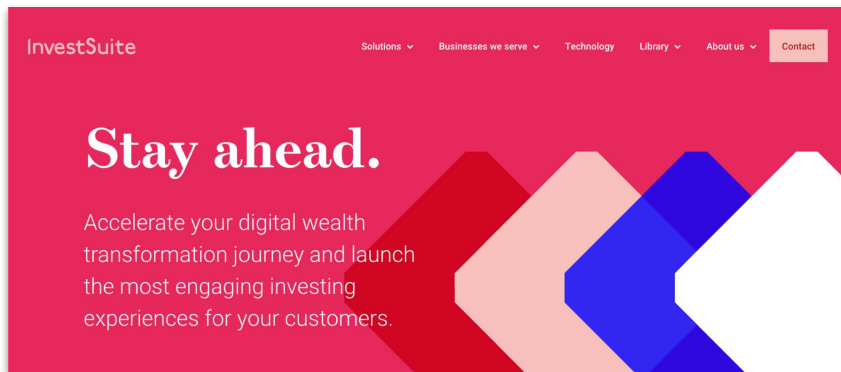 InvestSuite
Solutions
Businesses we serve
Technology
Library
About us
Contact
Stay ahead.
Accelerate your digital wealth
transformation journey and launch
the most engaging investing
experiences for your customers.